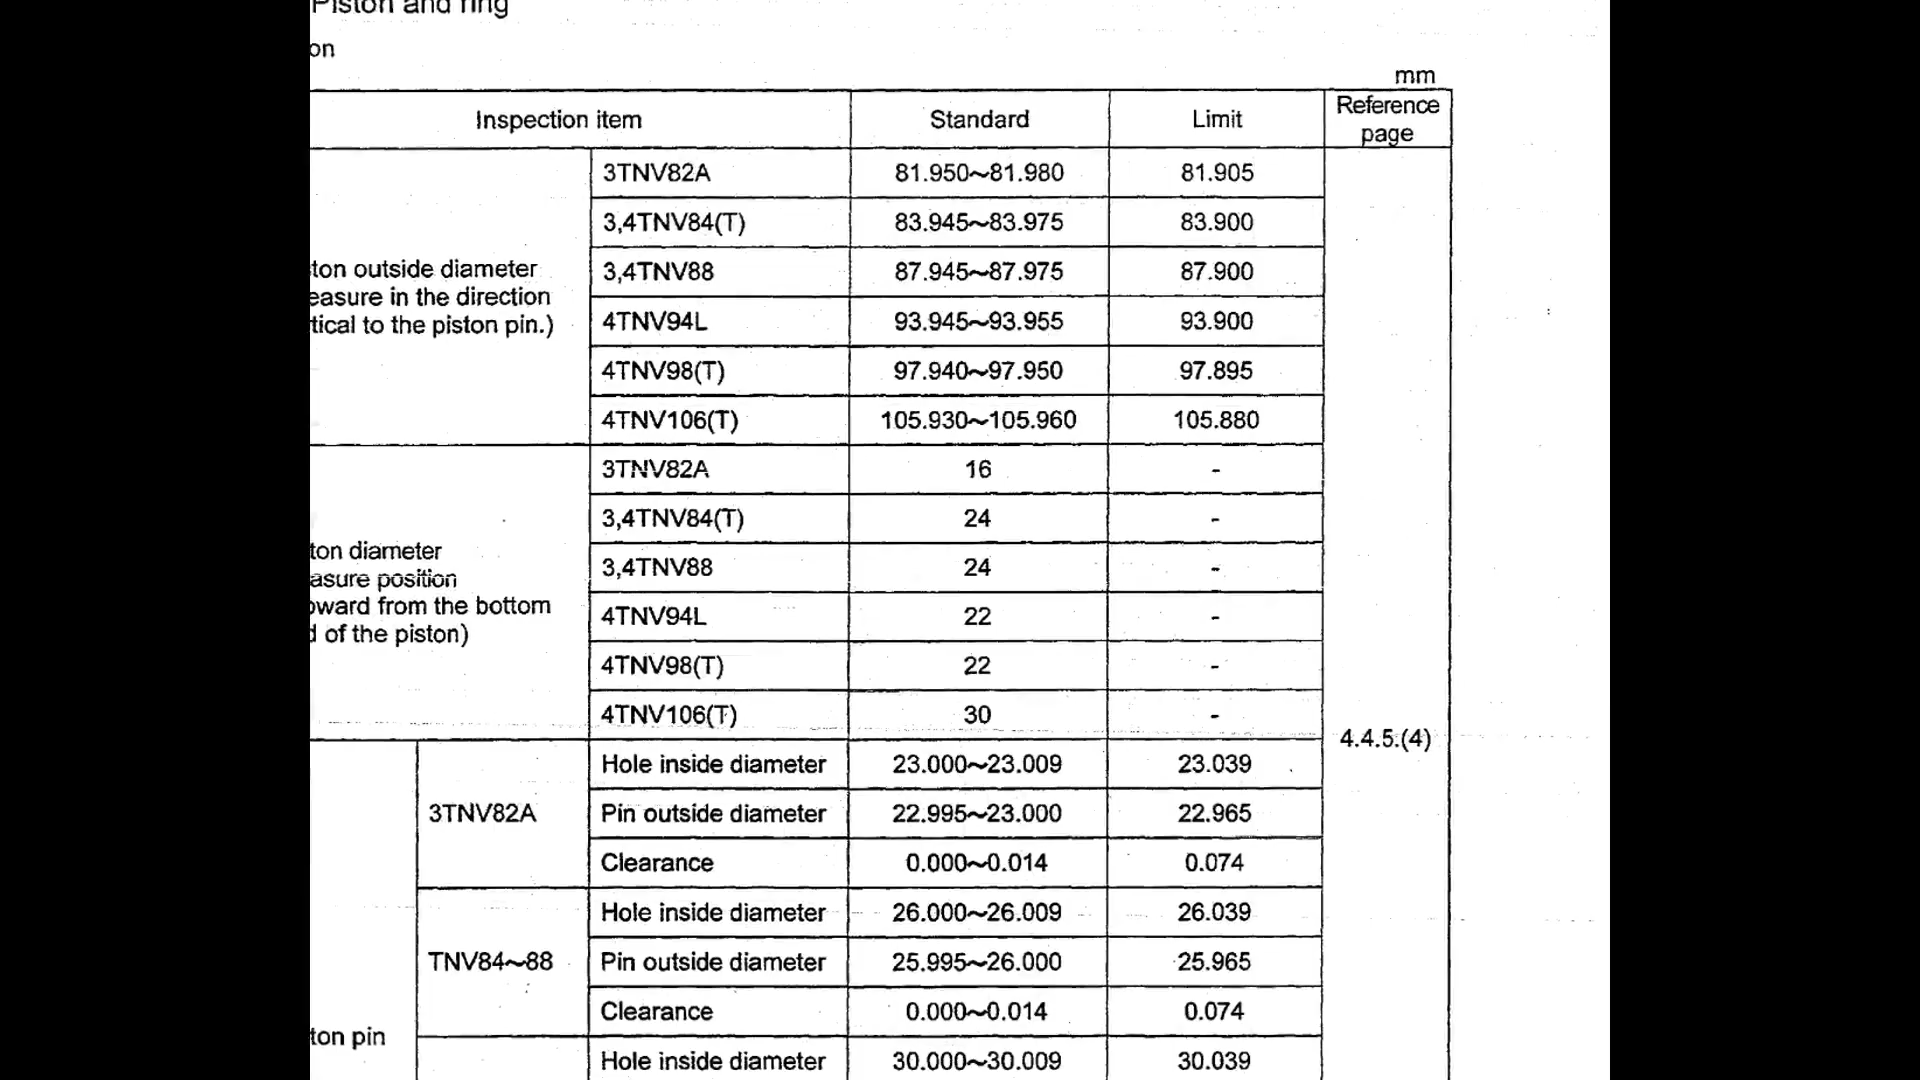 Piston and ring
on
mm
Inspection item Standard Limit Reference page
ton outside diameter
easure in the direction
tical to the piston pin.)
3TNV82A 81.950~81.980 81.905
3,4TNV84(T) 83.945~83.975 83.900
3,4TNV88 87.945~87.975 87.900
4TNV94L 93.945~93.955 93.900
4TNV98(T) 97.940~97.950 97.895
4TNV106(T) 105.930~105.960 105.880
ton diameter
asure position
oward from the bottom
d of the piston)
3TNV82A 16 -
3,4TNV84(T) 24 -
3,4TNV88 24 -
4TNV94L 22 -
4TNV98(T) 22 -
4TNV106(T) 30 -
4.4.5.(4)
ton pin
3TNV82A
Hole inside diameter 23.000~23.009 23.039
Pin outside diameter 22.995~23.000 22.965
Clearance 0.000~0.014 0.074
TNV84~88
Hole inside diameter 26.000~26.009 26.039
Pin outside diameter 25.995~26.000 25.965
Clearance 0.000~0.014 0.074
Hole inside diameter 30.000~30.009 30.039